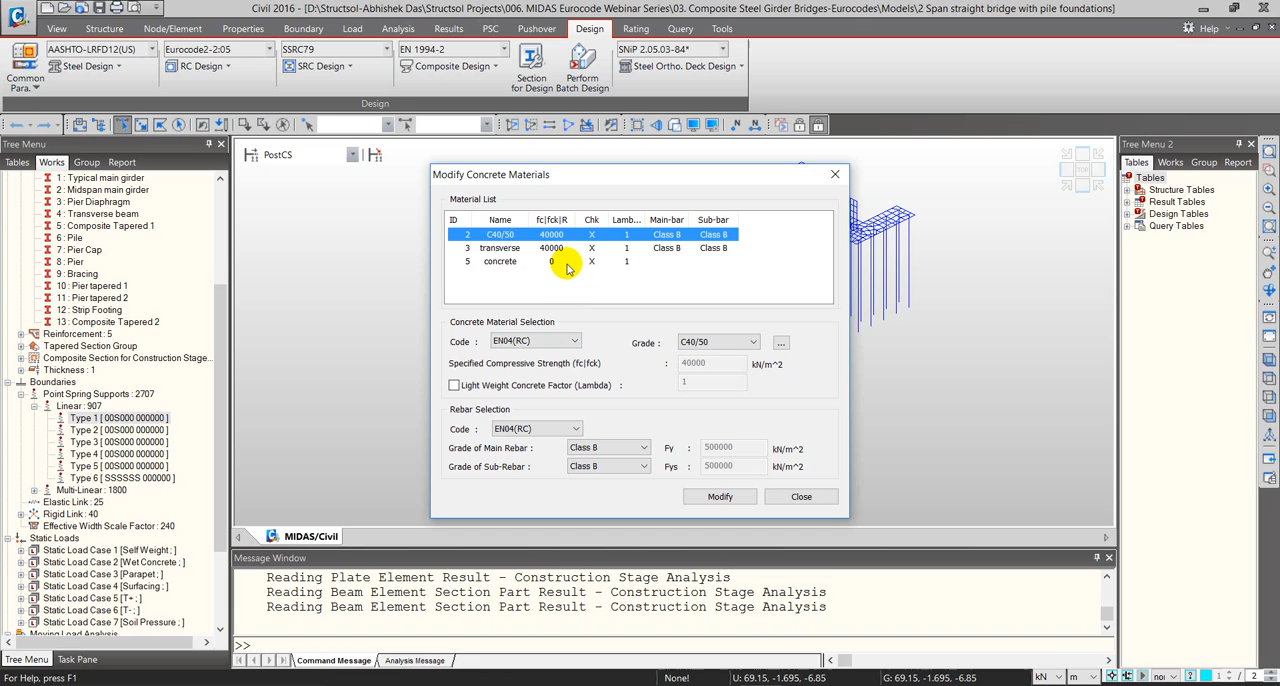 Civil 2016 - [D:\Structsol-Abhishek Das\Structsol Projects\006. MIDAS Eurocode Webinar Series\03. Composite Steel Girder Bridges-Eurocodes\Models\2 Span straight bridge with pile foundations]
View Structure Node/Element Properties Boundary Load Analysis Results PSC Pushover Design Rating Query Tools Help
Common Para.
AASHTO-LRFD12(US) Eurocode2-2:05 SSRC79 EN 1994-2 SNiP 2.05.03-84*
Steel Design RC Design SRC Design Composite Design Section for Design Perform Batch Design Steel Ortho. Deck Design
Design
Tree Menu
Tables Works Group Report
1 : Typical main girder
2 : Midspan main girder
3 : Pier Diaphragm
4 : Transverse beam
5 : Composite Tapered 1
6 : Pile
7 : Pier Cap
8 : Pier
9 : Bracing
10 : Pier tapered 1
11 : Pier tapered 2
12 : Strip Footing
13 : Composite Tapered 2
Reinforcement : 5
Tapered Section Group
Composite Section for Construction Stage...
Thickness : 1
Boundaries
Point Spring Supports : 2707
Linear : 907
Type 1 [ 00S000 000000 ]
Type 2 [ 00S000 000000 ]
Type 3 [ 00S000 000000 ]
Type 4 [ 00S000 000000 ]
Type 5 [ 00S000 000000 ]
Type 6 [ SSSSSS 000000 ]
Multi-Linear : 1800
Elastic Link : 25
Rigid Link : 40
Effective Width Scale Factor : 240
Static Loads
Static Load Case 1 [Self Weight ; ]
Static Load Case 2 [Wet Concrete ; ]
Static Load Case 3 [Parapet ; ]
Static Load Case 4 [Surfacing ; ]
Static Load Case 5 [T+ ; ]
Static Load Case 6 [T- ; ]
Static Load Case 7 [Soil Pressure ; ]
Moving Load Analysis
Tree Menu Task Pane
PostCS
TOP
Modify Concrete Materials
Material List
ID Name fc|fck|R Chk Lamb... Main-bar Sub-bar
2 C40/50 40000 X 1 Class B Class B
3 transverse 40000 X 1 Class B Class B
5 concrete 0 X 1
Concrete Material Selection
Code : EN04(RC) Grade : C40/50 ...
Specified Compressive Strength (fc|fck) : 40000 kN/m^2
Light Weight Concrete Factor (Lambda) : 1
Rebar Selection
Code : EN04(RC)
Grade of Main Rebar : Class B Fy : 500000 kN/m^2
Grade of Sub-Rebar : Class B Fys : 500000 kN/m^2
Modify Close
MIDAS/Civil
Message Window
Reading Plate Element Result - Construction Stage Analysis
Reading Beam Element Section Part Result - Construction Stage Analysis
Reading Beam Element Section Part Result - Construction Stage Analysis
>>
Command Message Analysis Message
Tree Menu 2
Tables Works Group Report
Tables
Structure Tables
Result Tables
Design Tables
Query Tables
For Help, press F1 None! U: 69.15, -1.695, -6.85 G: 69.15, -1.695, -6.85 kN m non 1 / 2